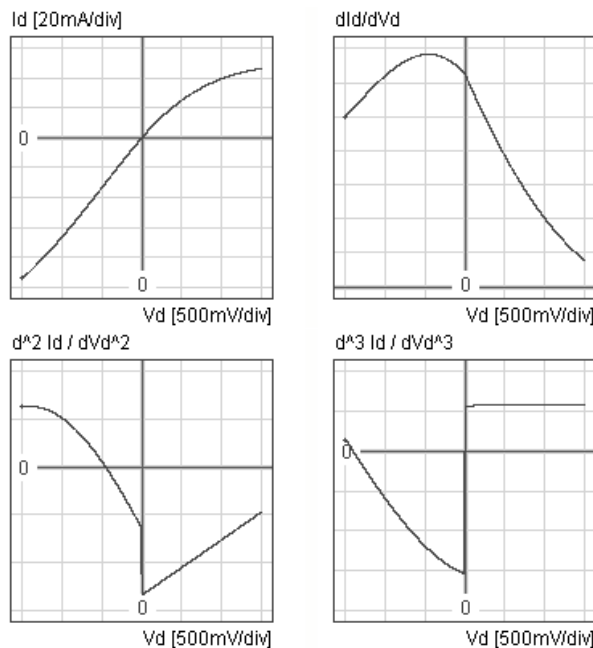 Id [20mA/div]
dId/dVd
0
0
0
Vd [500mV/div]
Vd [500mV/div]
d^2 Id / dVd^2
d^3 Id / dVd^3
0
0
0
0
Vd [500mV/div]
Vd [500mV/div]